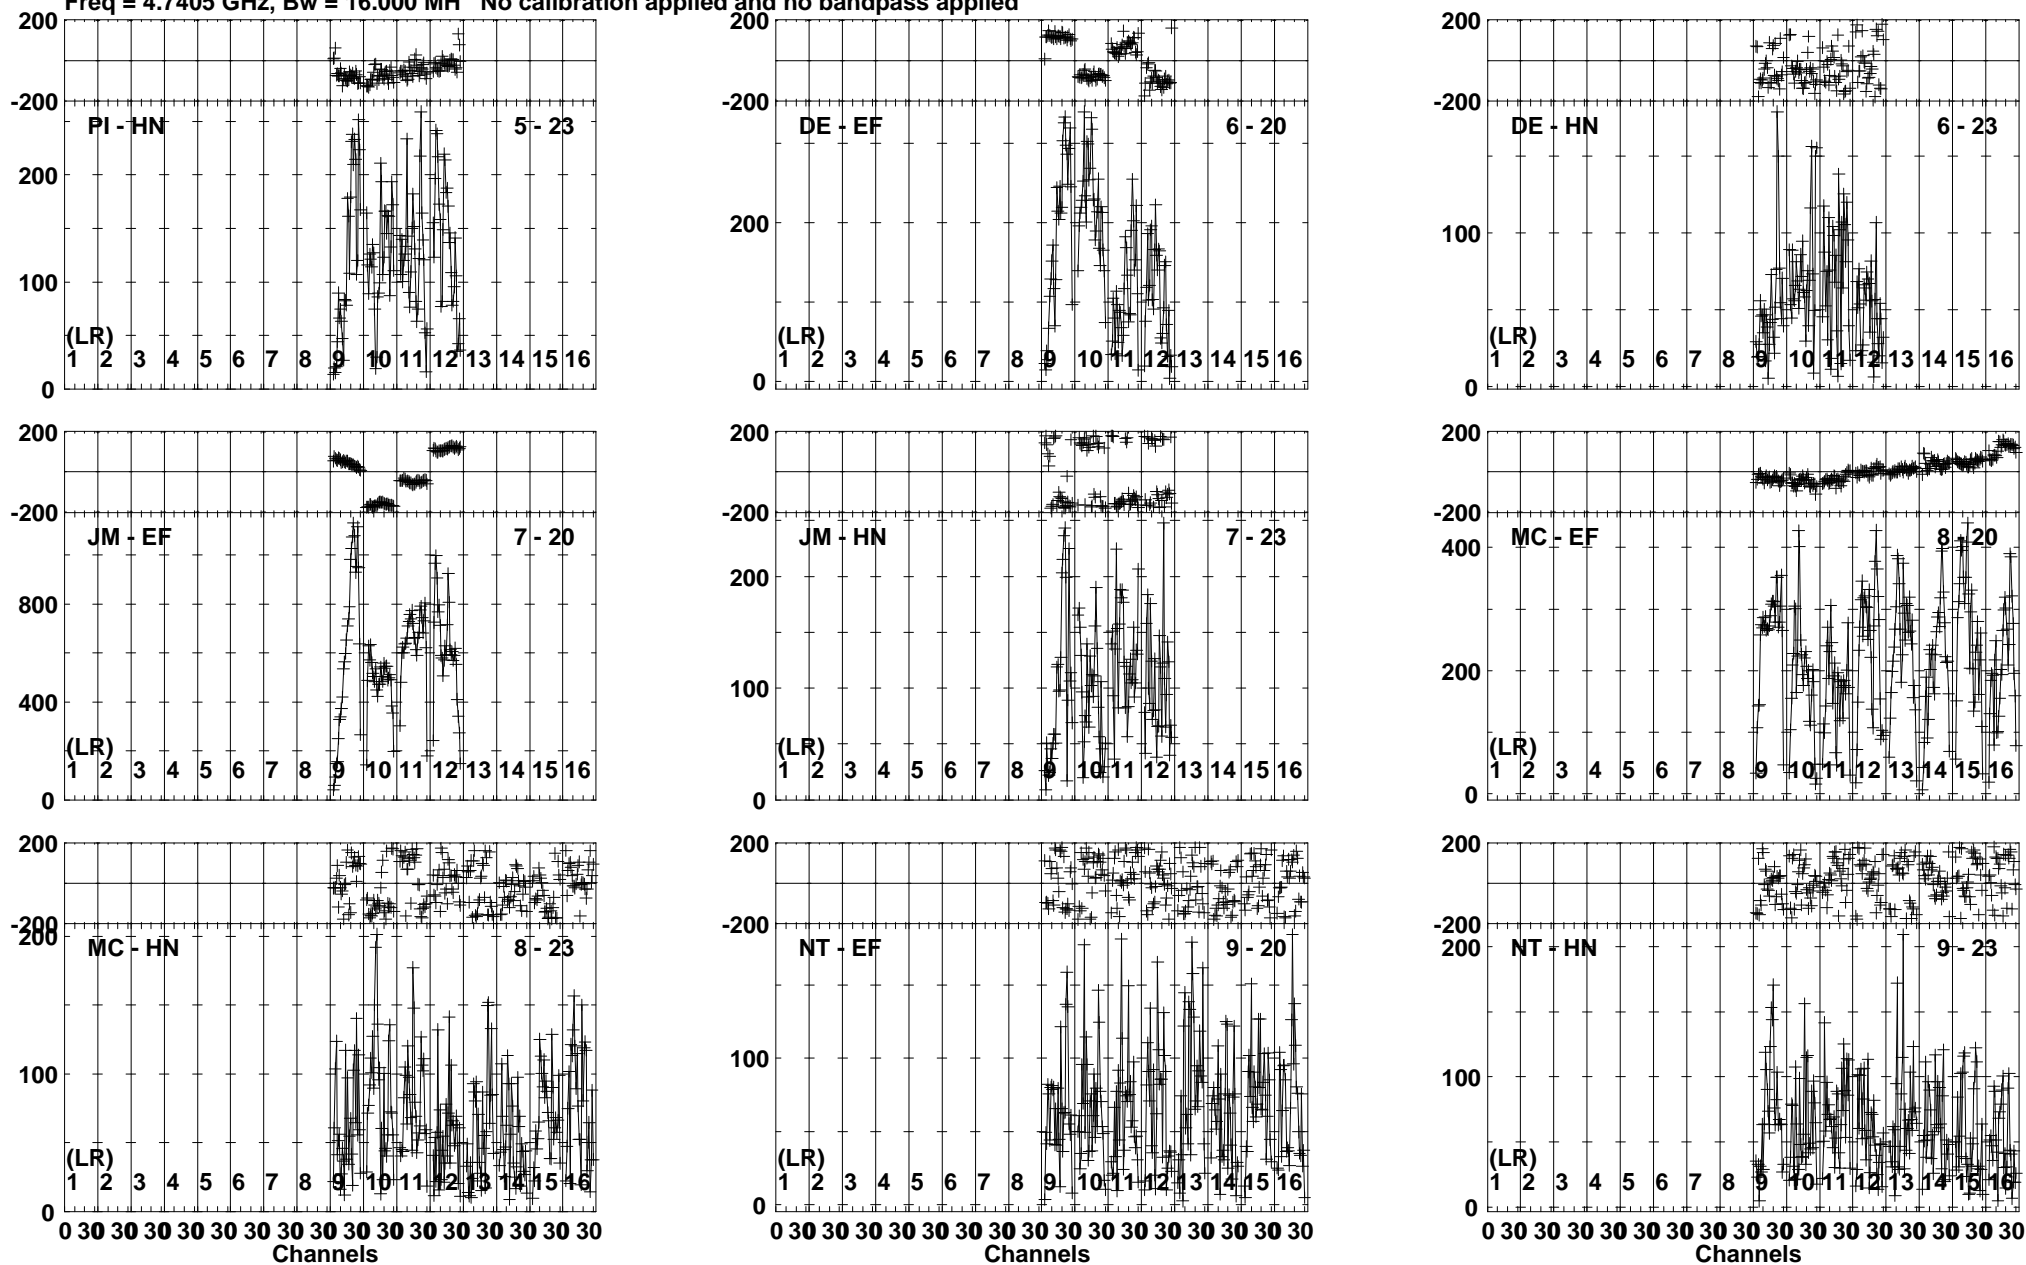 Freq = 4.7405 GHz, Bw = 16.000 MH   No calibration applied and no bandpass applied
200
-200
PI - HN 5 - 23
200
100
(LR)
1 2 3 4 5 6 7 8 9 10 11 12 13 14 15 16
0
200
-200
DE - EF 6 - 20
200
(LR)
1 2 3 4 5 6 7 8 9 10 11 12 13 14 15 16
0
200
-200
DE - HN 6 - 23
100
(LR)
1 2 3 4 5 6 7 8 9 10 11 12 13 14 15 16
0
200
-200
JM - EF 7 - 20
800
400
(LR)
1 2 3 4 5 6 7 8 9 10 11 12 13 14 15 16
0
200
-200
JM - HN 7 - 23
200
100
(LR)
1 2 3 4 5 6 7 8 9 10 11 12 13 14 15 16
0
200
-200
MC - EF 8 - 20
400
200
(LR)
1 2 3 4 5 6 7 8 9 10 11 12 13 14 15 16
0
200
-200
200
MC - HN 8 - 23
100
(LR)
1 2 3 4 5 6 7 8 9 10 11 12 13 14 15 16
0
0 30 30 30 30 30 30 30 30 30 30 30 30 30 30 30 30
Channels
200
-200
NT - EF 9 - 20
100
(LR)
1 2 3 4 5 6 7 8 9 10 11 12 13 14 15 16
0
0 30 30 30 30 30 30 30 30 30 30 30 30 30 30 30 30
Channels
200
-200
200
NT - HN 9 - 23
100
(LR)
1 2 3 4 5 6 7 8 9 10 11 12 13 14 15 16
0
0 30 30 30 30 30 30 30 30 30 30 30 30 30 30 30 30
Channels